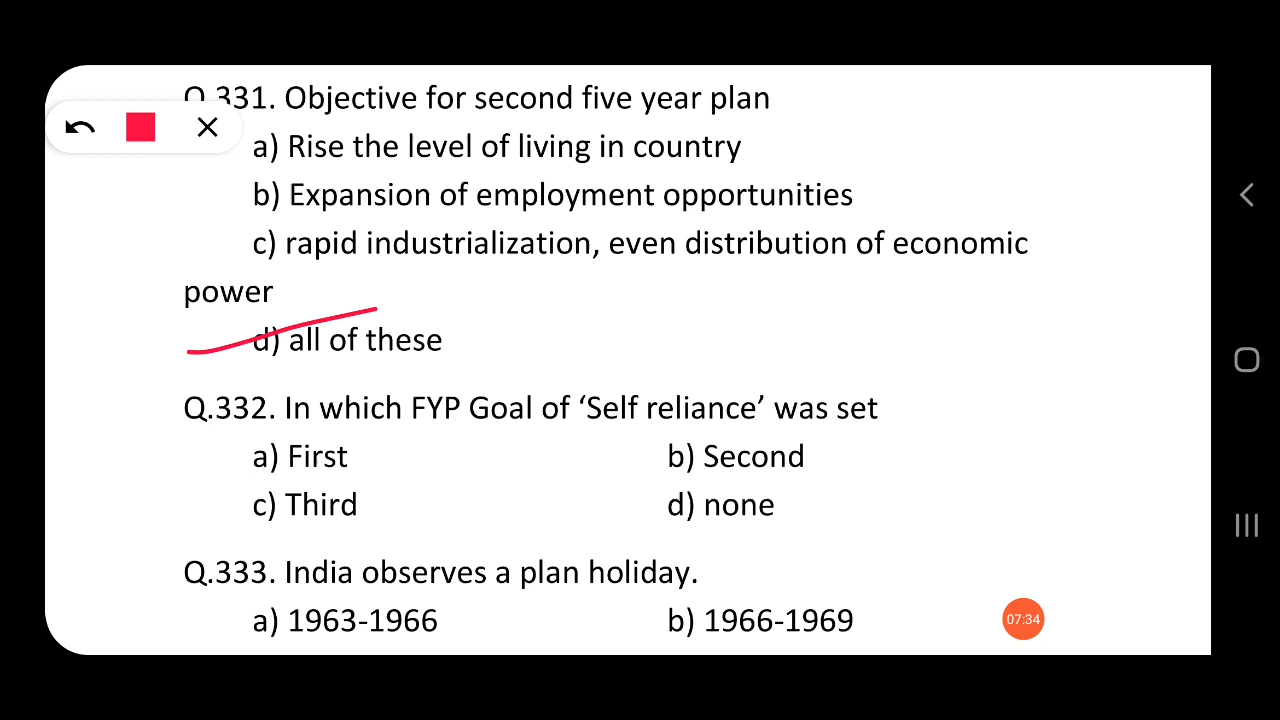 Q.331. Objective for second five year plan
a) Rise the level of living in country
b) Expansion of employment opportunities
c) rapid industrialization, even distribution of economic
power
d) all of these
Q.332. In which FYP Goal of ‘Self reliance’ was set
a) First b) Second
c) Third d) none
Q.333. India observes a plan holiday.
a) 1963-1966 b) 1966-1969
07:34